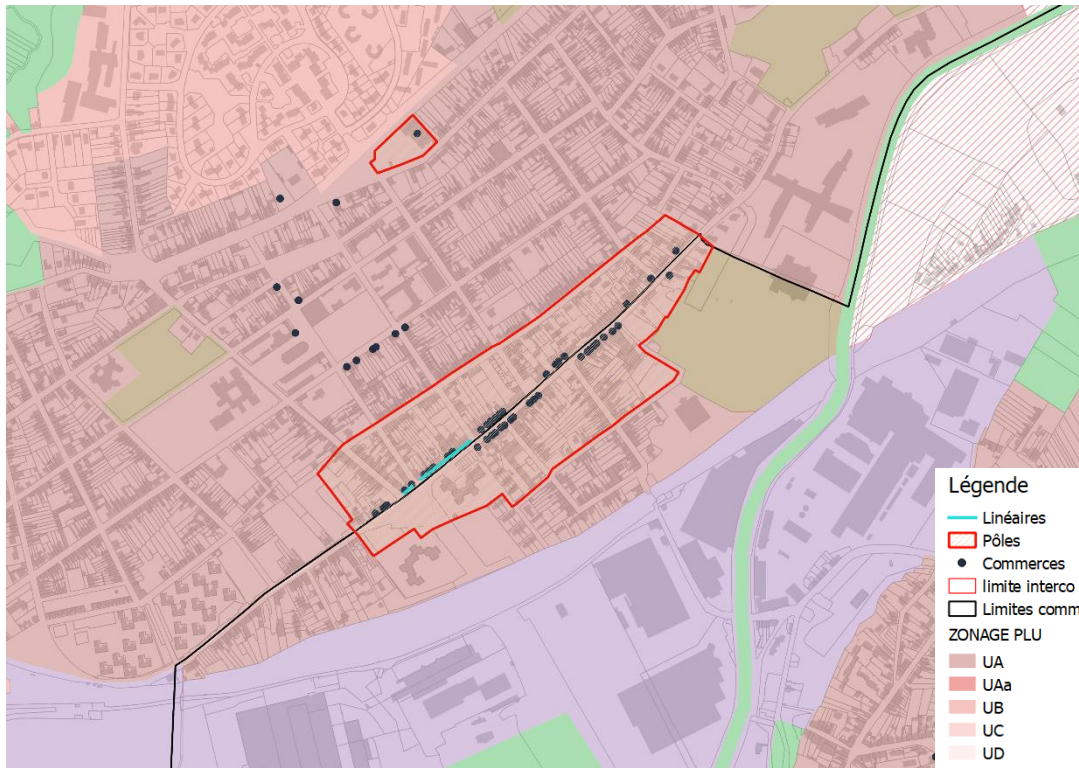 Légende
Linéaires
Pôles
Commerces
limite interco
Limites comm
ZONAGE PLU
UA
UAa
UB
UC
UD